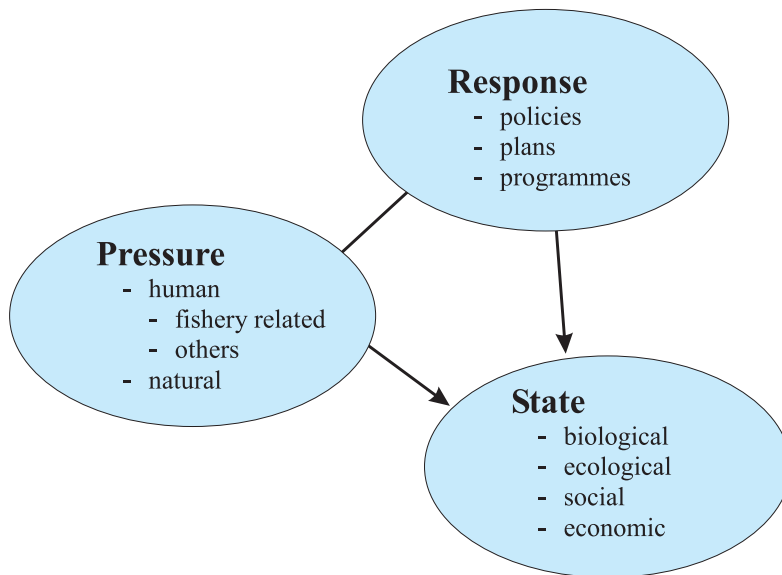 Response
- policies
- plans
- programmes
Pressure
- human
- fishery related
- others
- natural
State
- biological
- ecological
- social
- economic